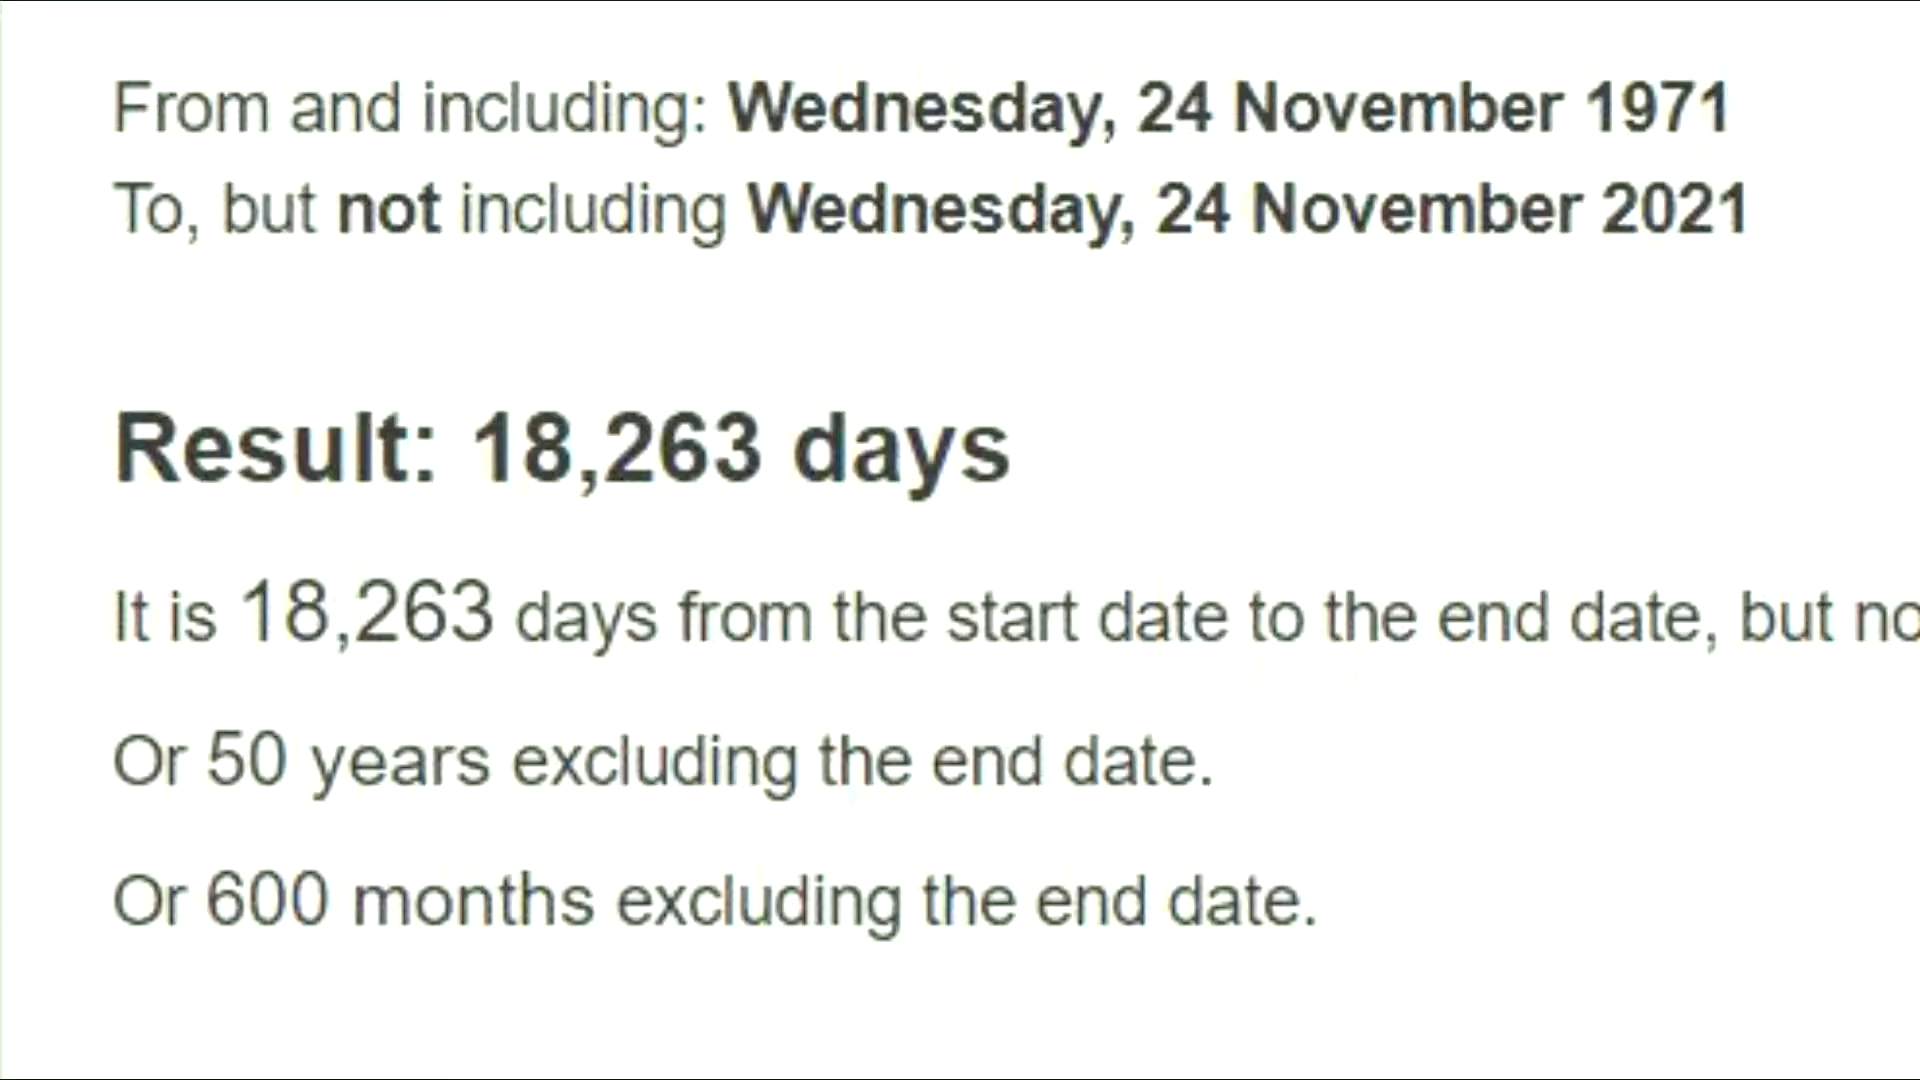 From and including: Wednesday, 24 November 1971
To, but not including Wednesday, 24 November 2021
Result: 18,263 days
It is 18,263 days from the start date to the end date, but no
Or 50 years excluding the end date.
Or 600 months excluding the end date.